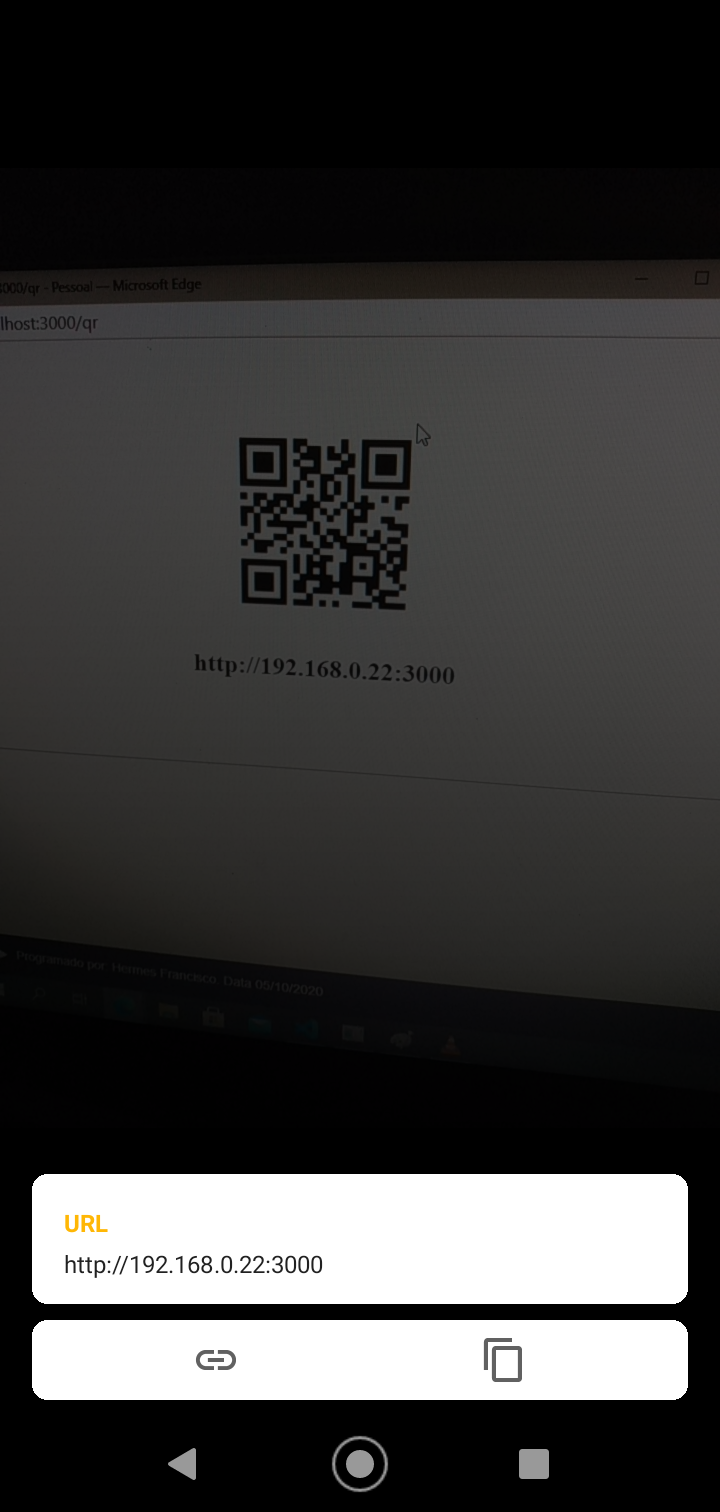 000/qr - Pessoal — Microsoft Edge
lhost:3000/qr
http://192.168.0.22:3000
Programado por: Hermes Francisco Data 05/10/2020
URL
http://192.168.0.22:3000